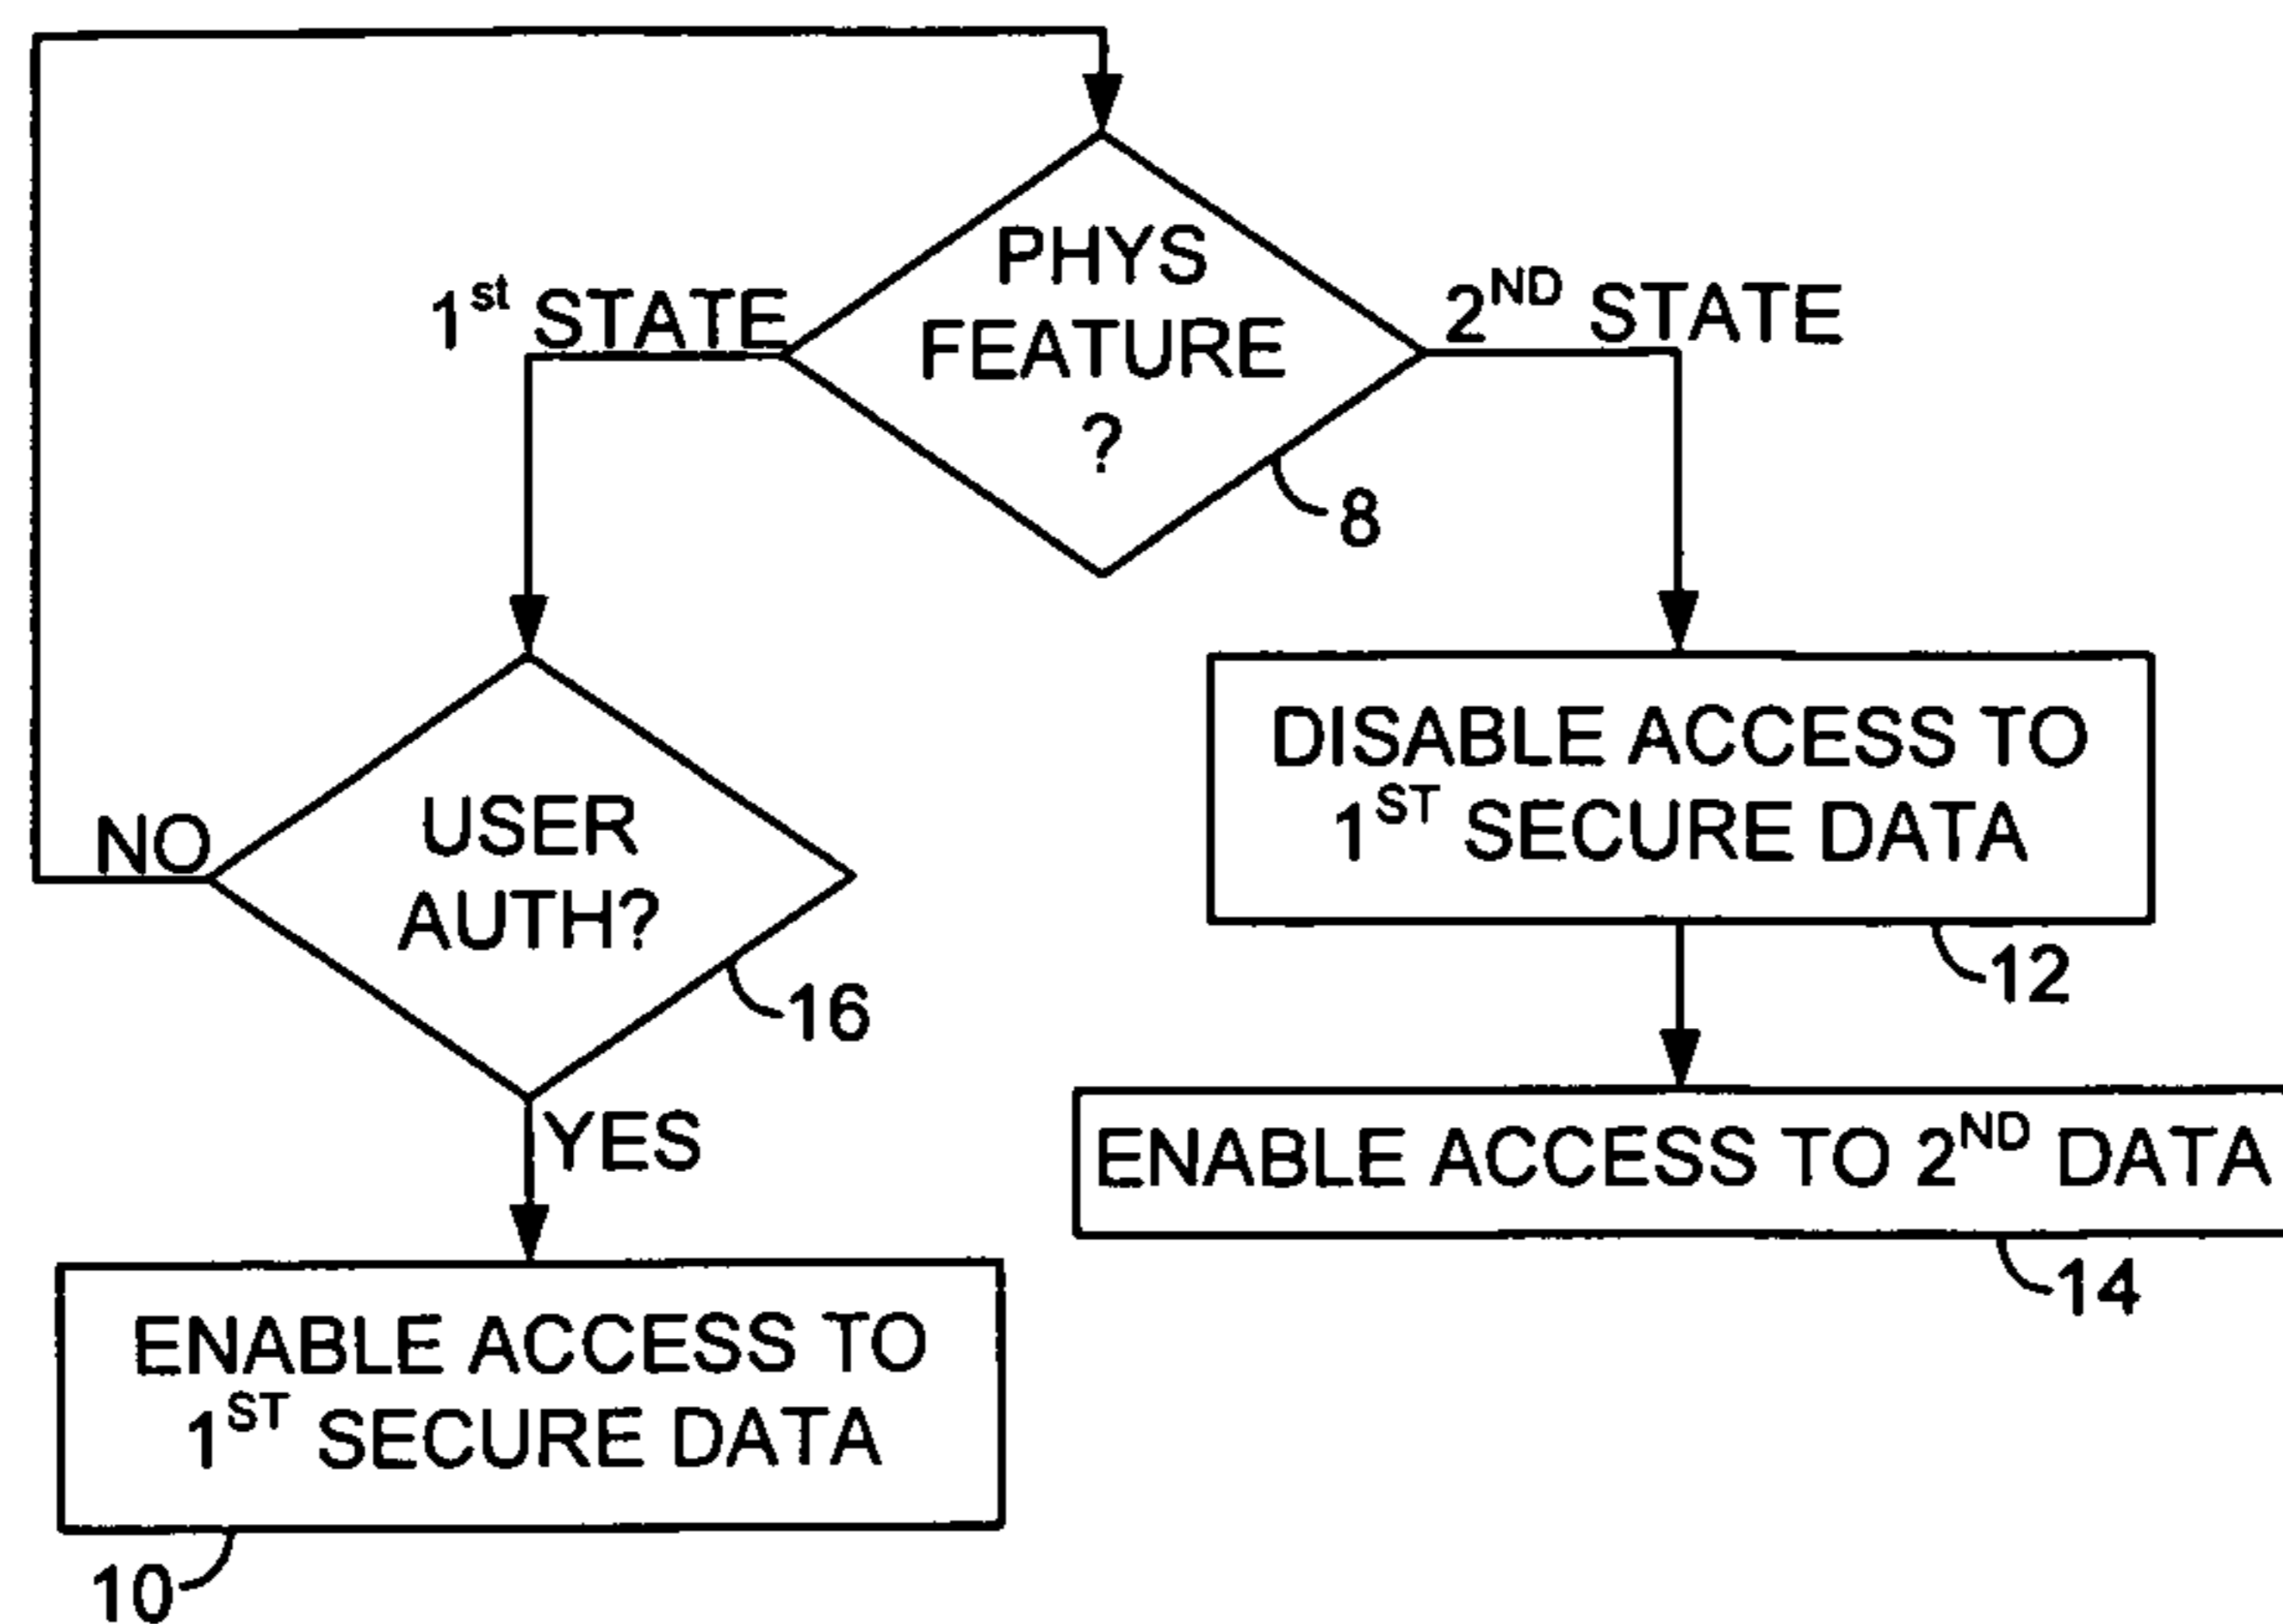 PHYS
FEATURE
?
1st STATE
2ND STATE
8
USER
AUTH?
NO
16
YES
DISABLE ACCESS TO
1ST SECURE DATA
12
ENABLE ACCESS TO 2ND DATA
14
ENABLE ACCESS TO
1ST SECURE DATA
10